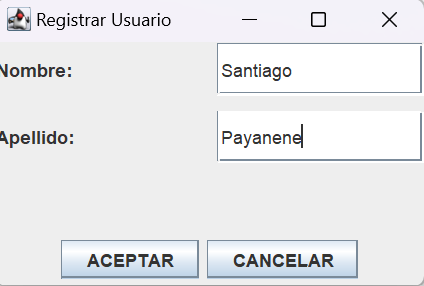 Registrar Usuario
Nombre: Santiago
Apellido: Payanene
ACEPTAR CANCELAR